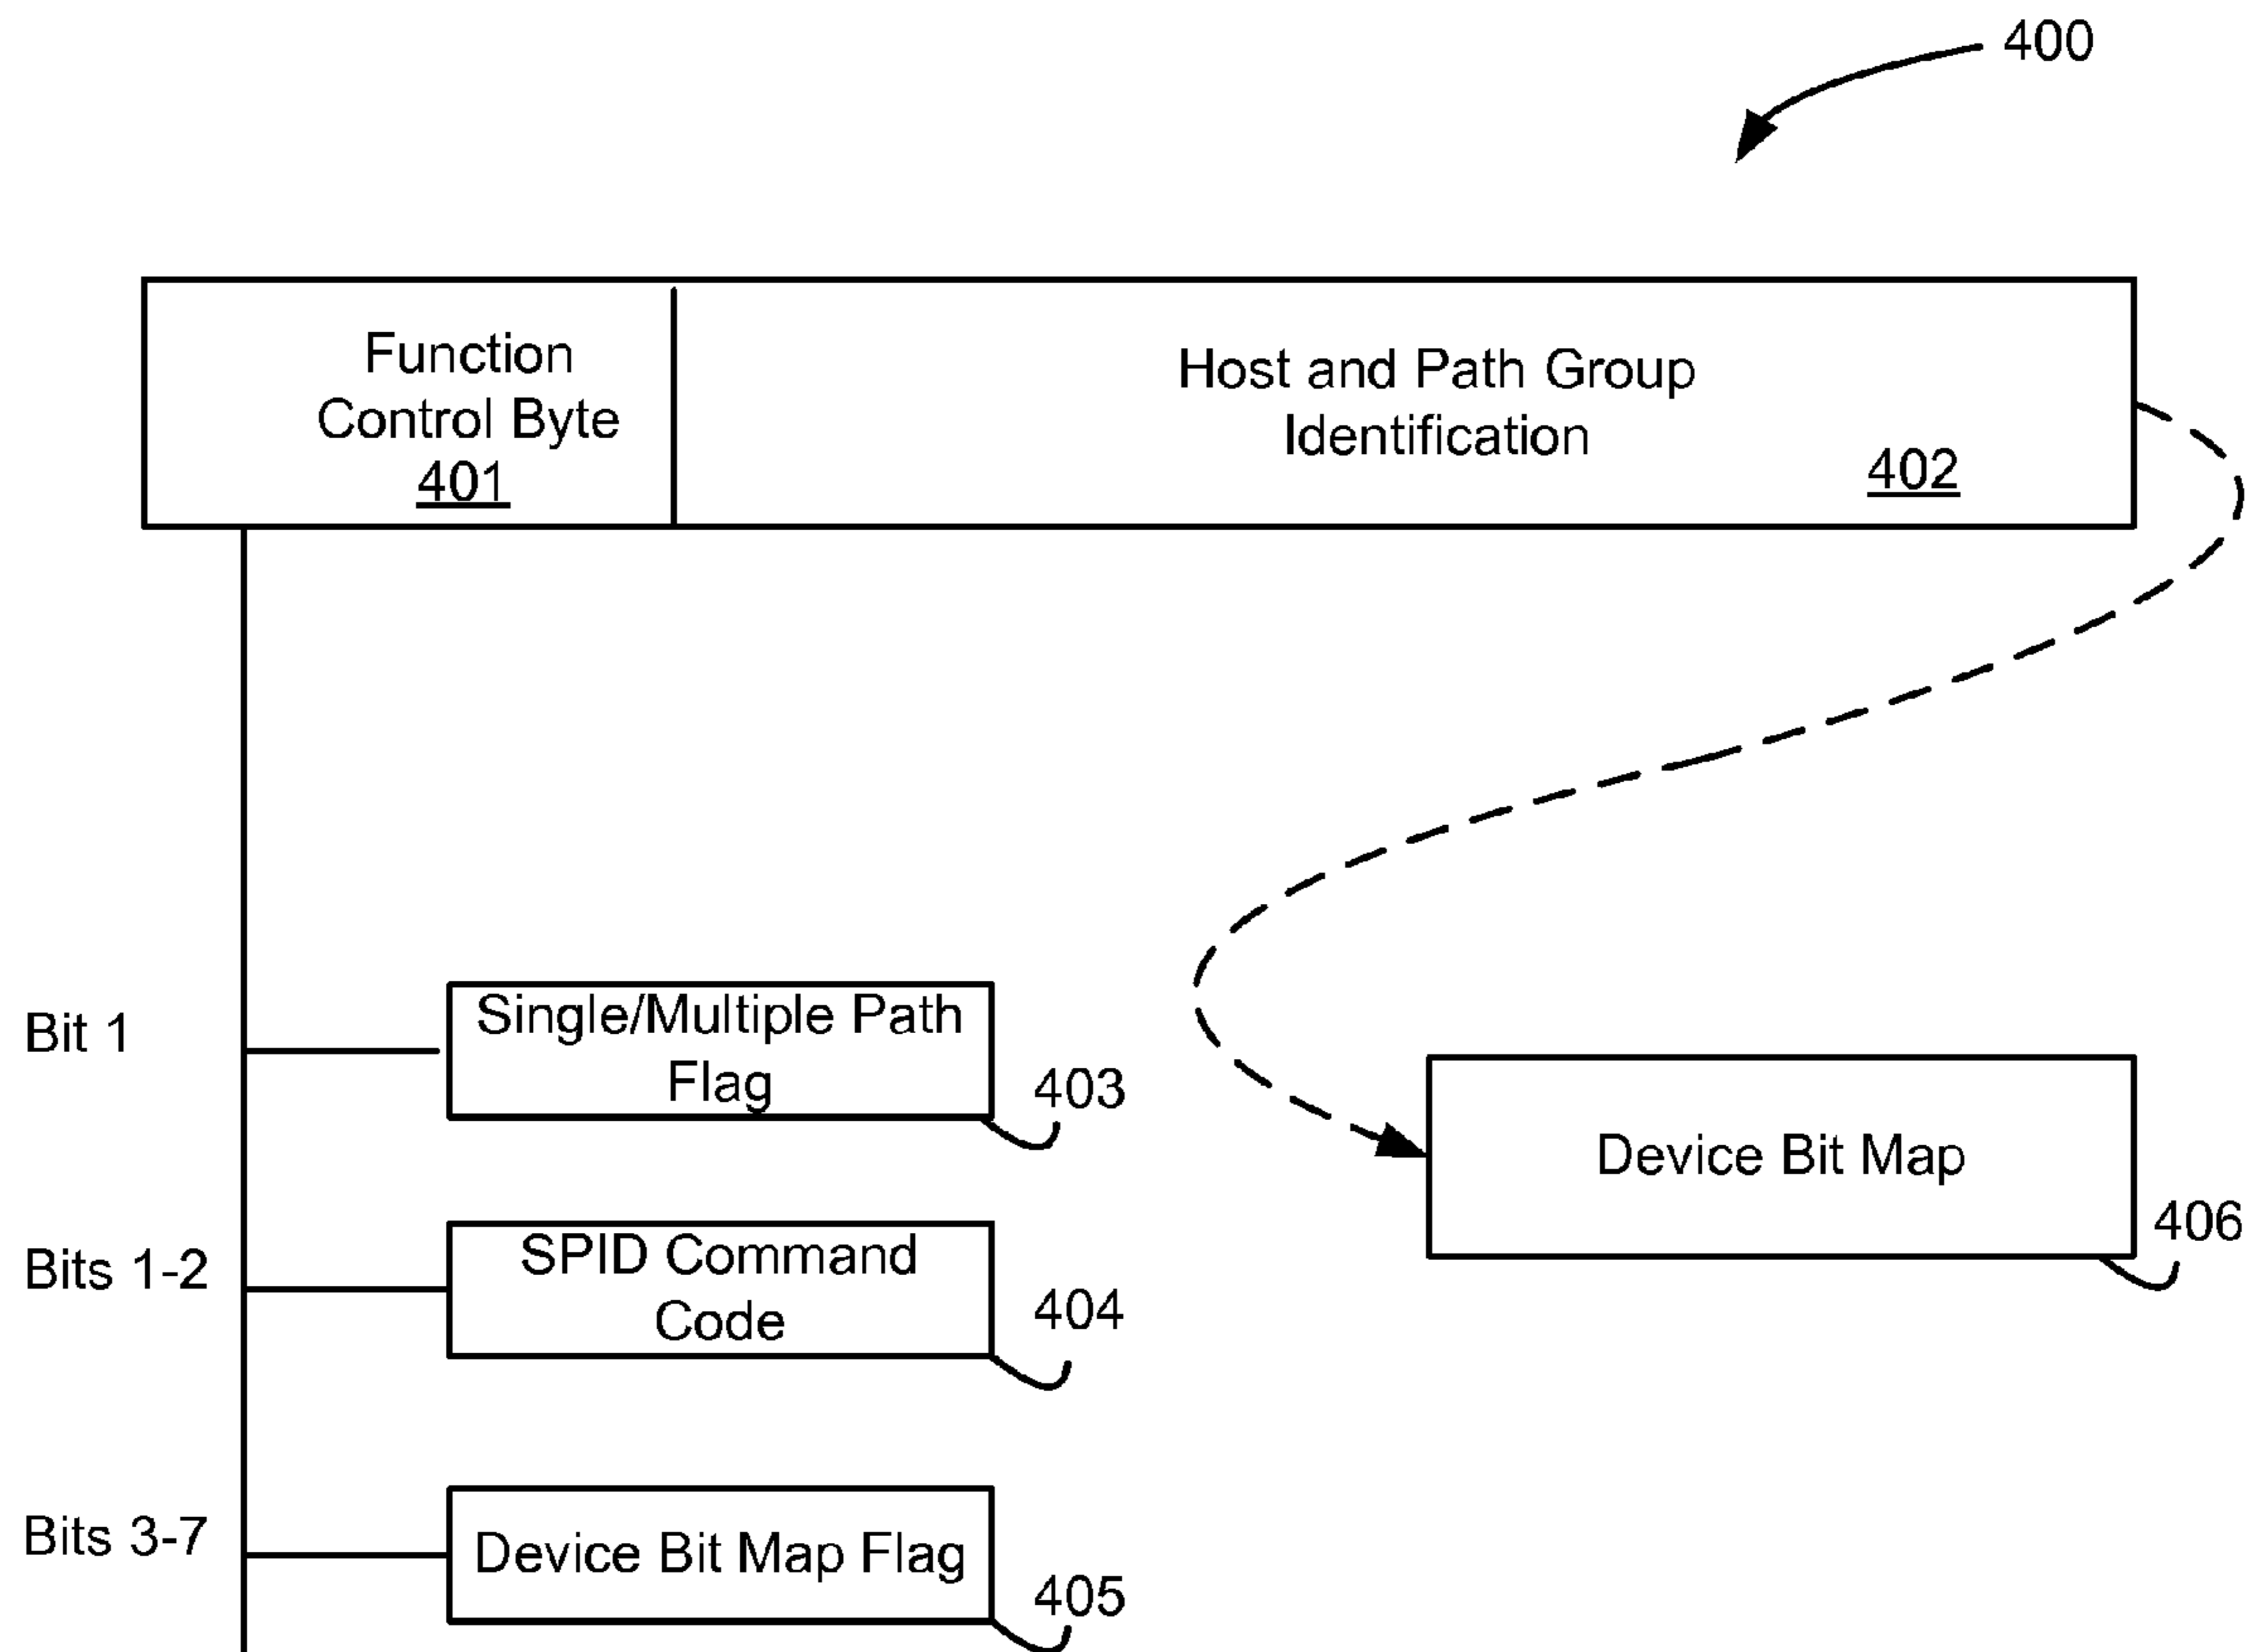 400
Function
Control Byte
401
Host and Path Group
Identification
402
Bit 1
Single/Multiple Path
Flag
403
Device Bit Map
406
Bits 1-2
SPID Command
Code
404
Bits 3-7
Device Bit Map Flag
405